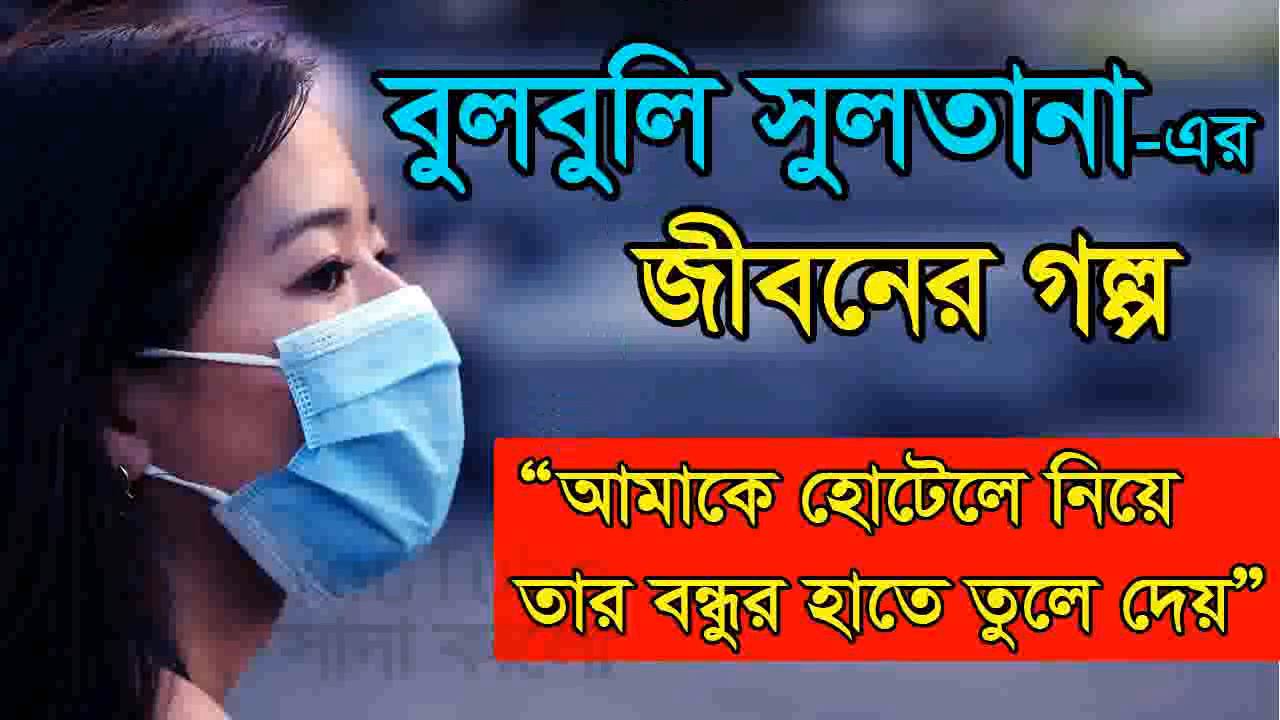 বুলবুলি সুলতানা-এর
জীবনের গল্প
“আমাকে হোটেলে নিয়ে
তার বন্ধুর হাতে তুলে দেয়”